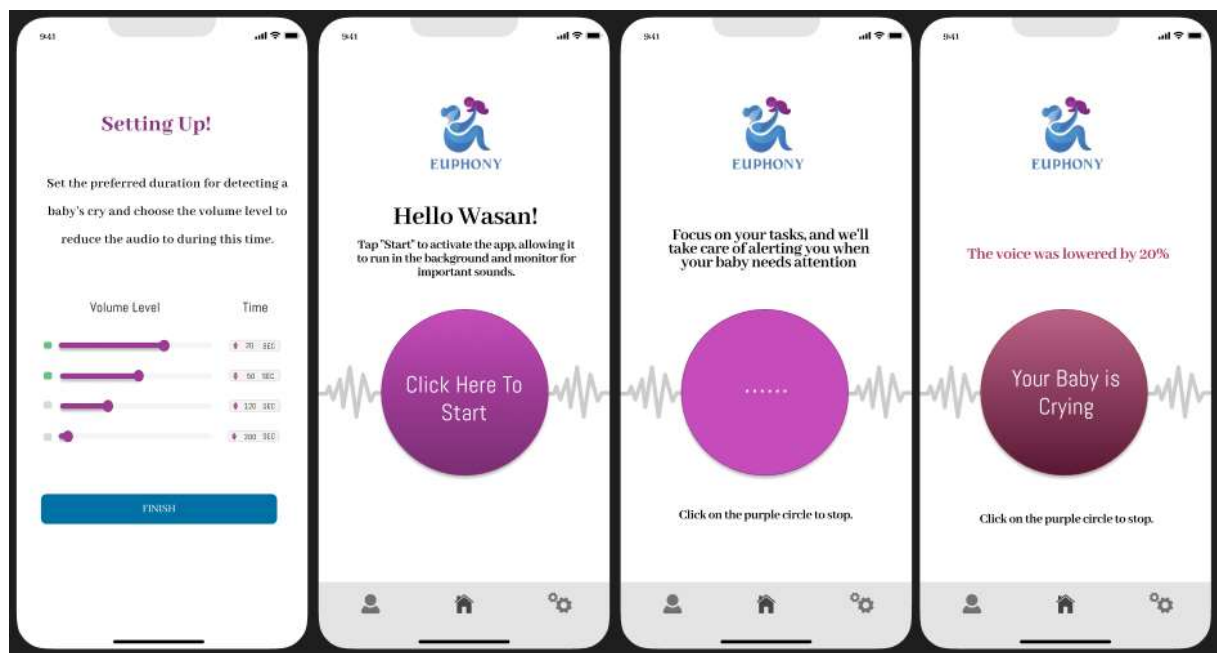 9:41
Setting Up!
Set the preferred duration for detecting a
baby's cry and choose the volume level to
reduce the audio to during this time.
Volume Level Time
20 SEC
60 SEC
120 SEC
200 SEC
FINISH
9:41
EUPHONY
Hello Wasan!
Tap "Start" to activate the app, allowing it
to run in the background and monitor for
important sounds.
Click Here To
Start
9:41
EUPHONY
Focus on your tasks, and we'll
take care of alerting you when
your baby needs attention
......
Click on the purple circle to stop.
9:41
EUPHONY
The voice was lowered by 20%
Your Baby is
Crying
Click on the purple circle to stop.